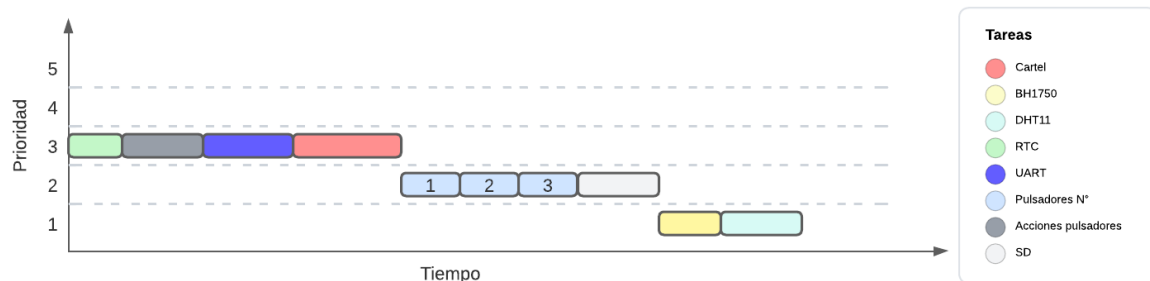 Prioridad
5
4
3
2
1
1 2 3
Tiempo
Tareas
Cartel
BH1750
DHT11
RTC
UART
Pulsadores N°
Acciones pulsadores
SD